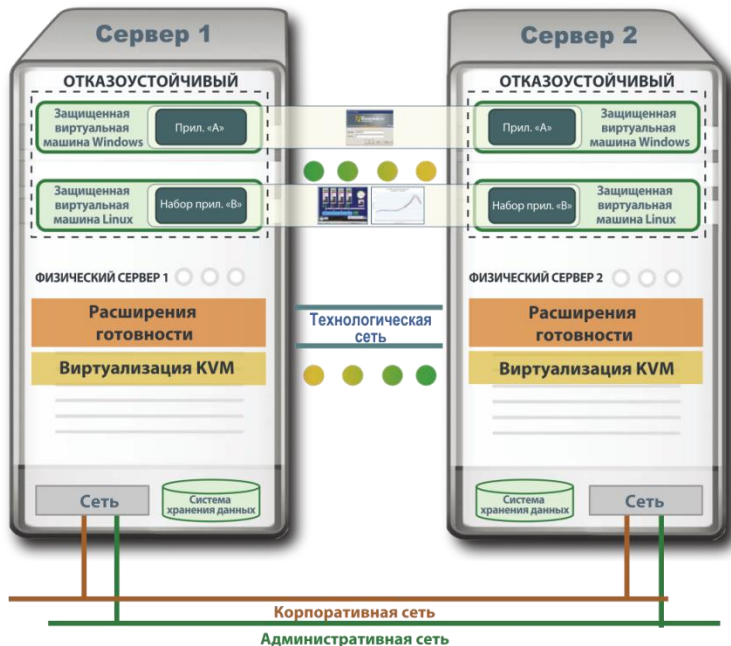 Сервер 1
ОТКАЗОУСТОЙЧИВЫЙ
Защищенная
виртуальная
машина Windows
Прил. «А»
Защищенная
виртуальная
машина Linux
Набор прил. «В»
ФИЗИЧЕСКИЙ СЕРВЕР 1
Расширения
готовности
Виртуализация KVM
Сеть
Система
хранения данных
Технологическая
сеть
Сервер 2
ОТКАЗОУСТОЙЧИВЫЙ
Прил. «А»
Защищенная
виртуальная
машина Windows
Набор прил. «В»
Защищенная
виртуальная
машина Linux
ФИЗИЧЕСКИЙ СЕРВЕР 2
Расширения
готовности
Виртуализация KVM
Система
хранения данных
Сеть
Корпоративная сеть
Административная сеть